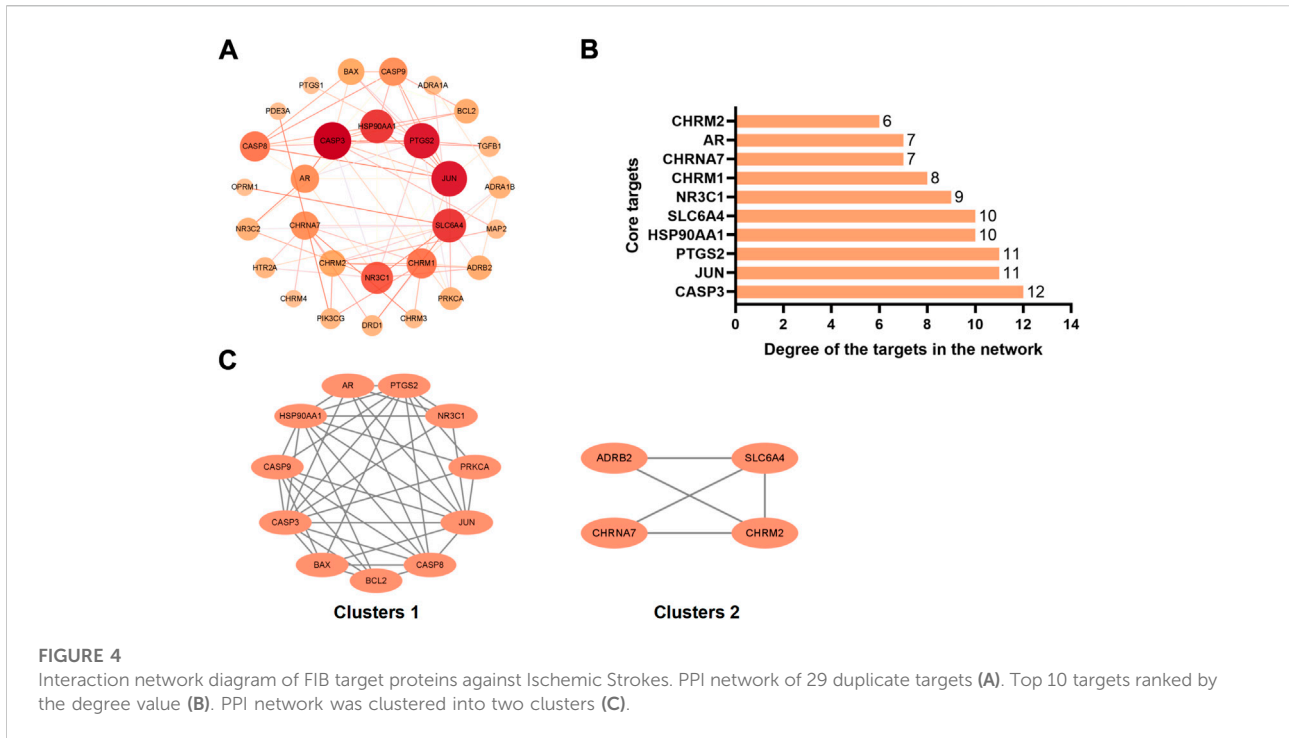 A
BAX
CASP9
PTGS1
ADRA1A
PDE3A
BCL2
HSP90AA1
CASP3
PTGS2
CASP8
TGFB1
AR
JUN
OPRM1
ADRA1B
NR3C2
CHRNA7
SLC6A4
MAP2
HTR2A
CHRM2
CHRM1
ADRB2
NR3C1
CHRM4
PRKCA
PIK3CG
DRD1
CHRM3
B
Core targets
CHRM2
6
AR
7
CHRNA7
7
CHRM1
8
NR3C1
9
SLC6A4
10
HSP90AA1
10
PTGS2
11
JUN
11
CASP3
12
0 2 4 6 8 10 12 14
Degree of the targets in the network
C
AR
PTGS2
HSP90AA1
NR3C1
CASP9
PRKCA
CASP3
JUN
BAX
CASP8
BCL2
Clusters 1
ADRB2
SLC6A4
CHRNA7
CHRM2
Clusters 2
FIGURE 4
Interaction network diagram of FIB target proteins against Ischemic Strokes. PPI network of 29 duplicate targets (A). Top 10 targets ranked by
the degree value (B). PPI network was clustered into two clusters (C).